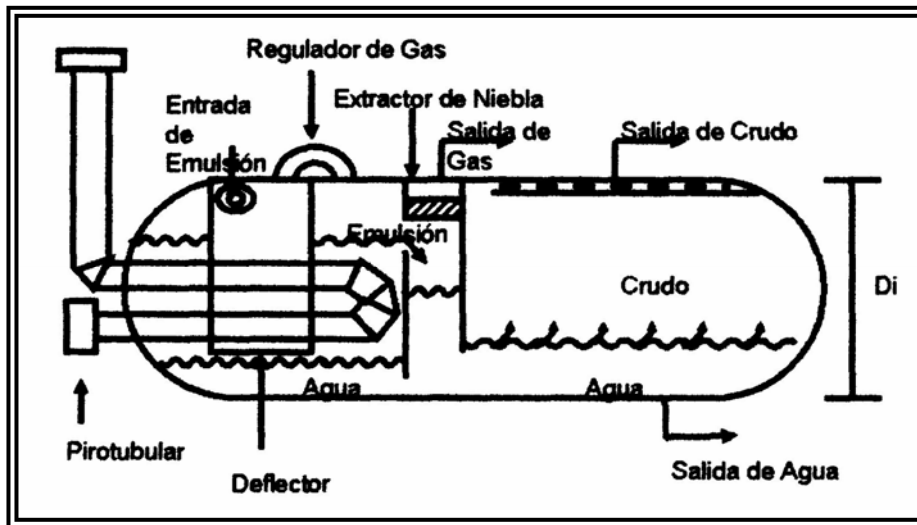 Regulador de Gas
Extractor de Niebla
Entrada
de
Emulsión
Salida de
Gas
Salida de Crudo
Emulsión
Crudo
Di
Agua
Agua
Pirotubular
Deflector
Salida de Agua